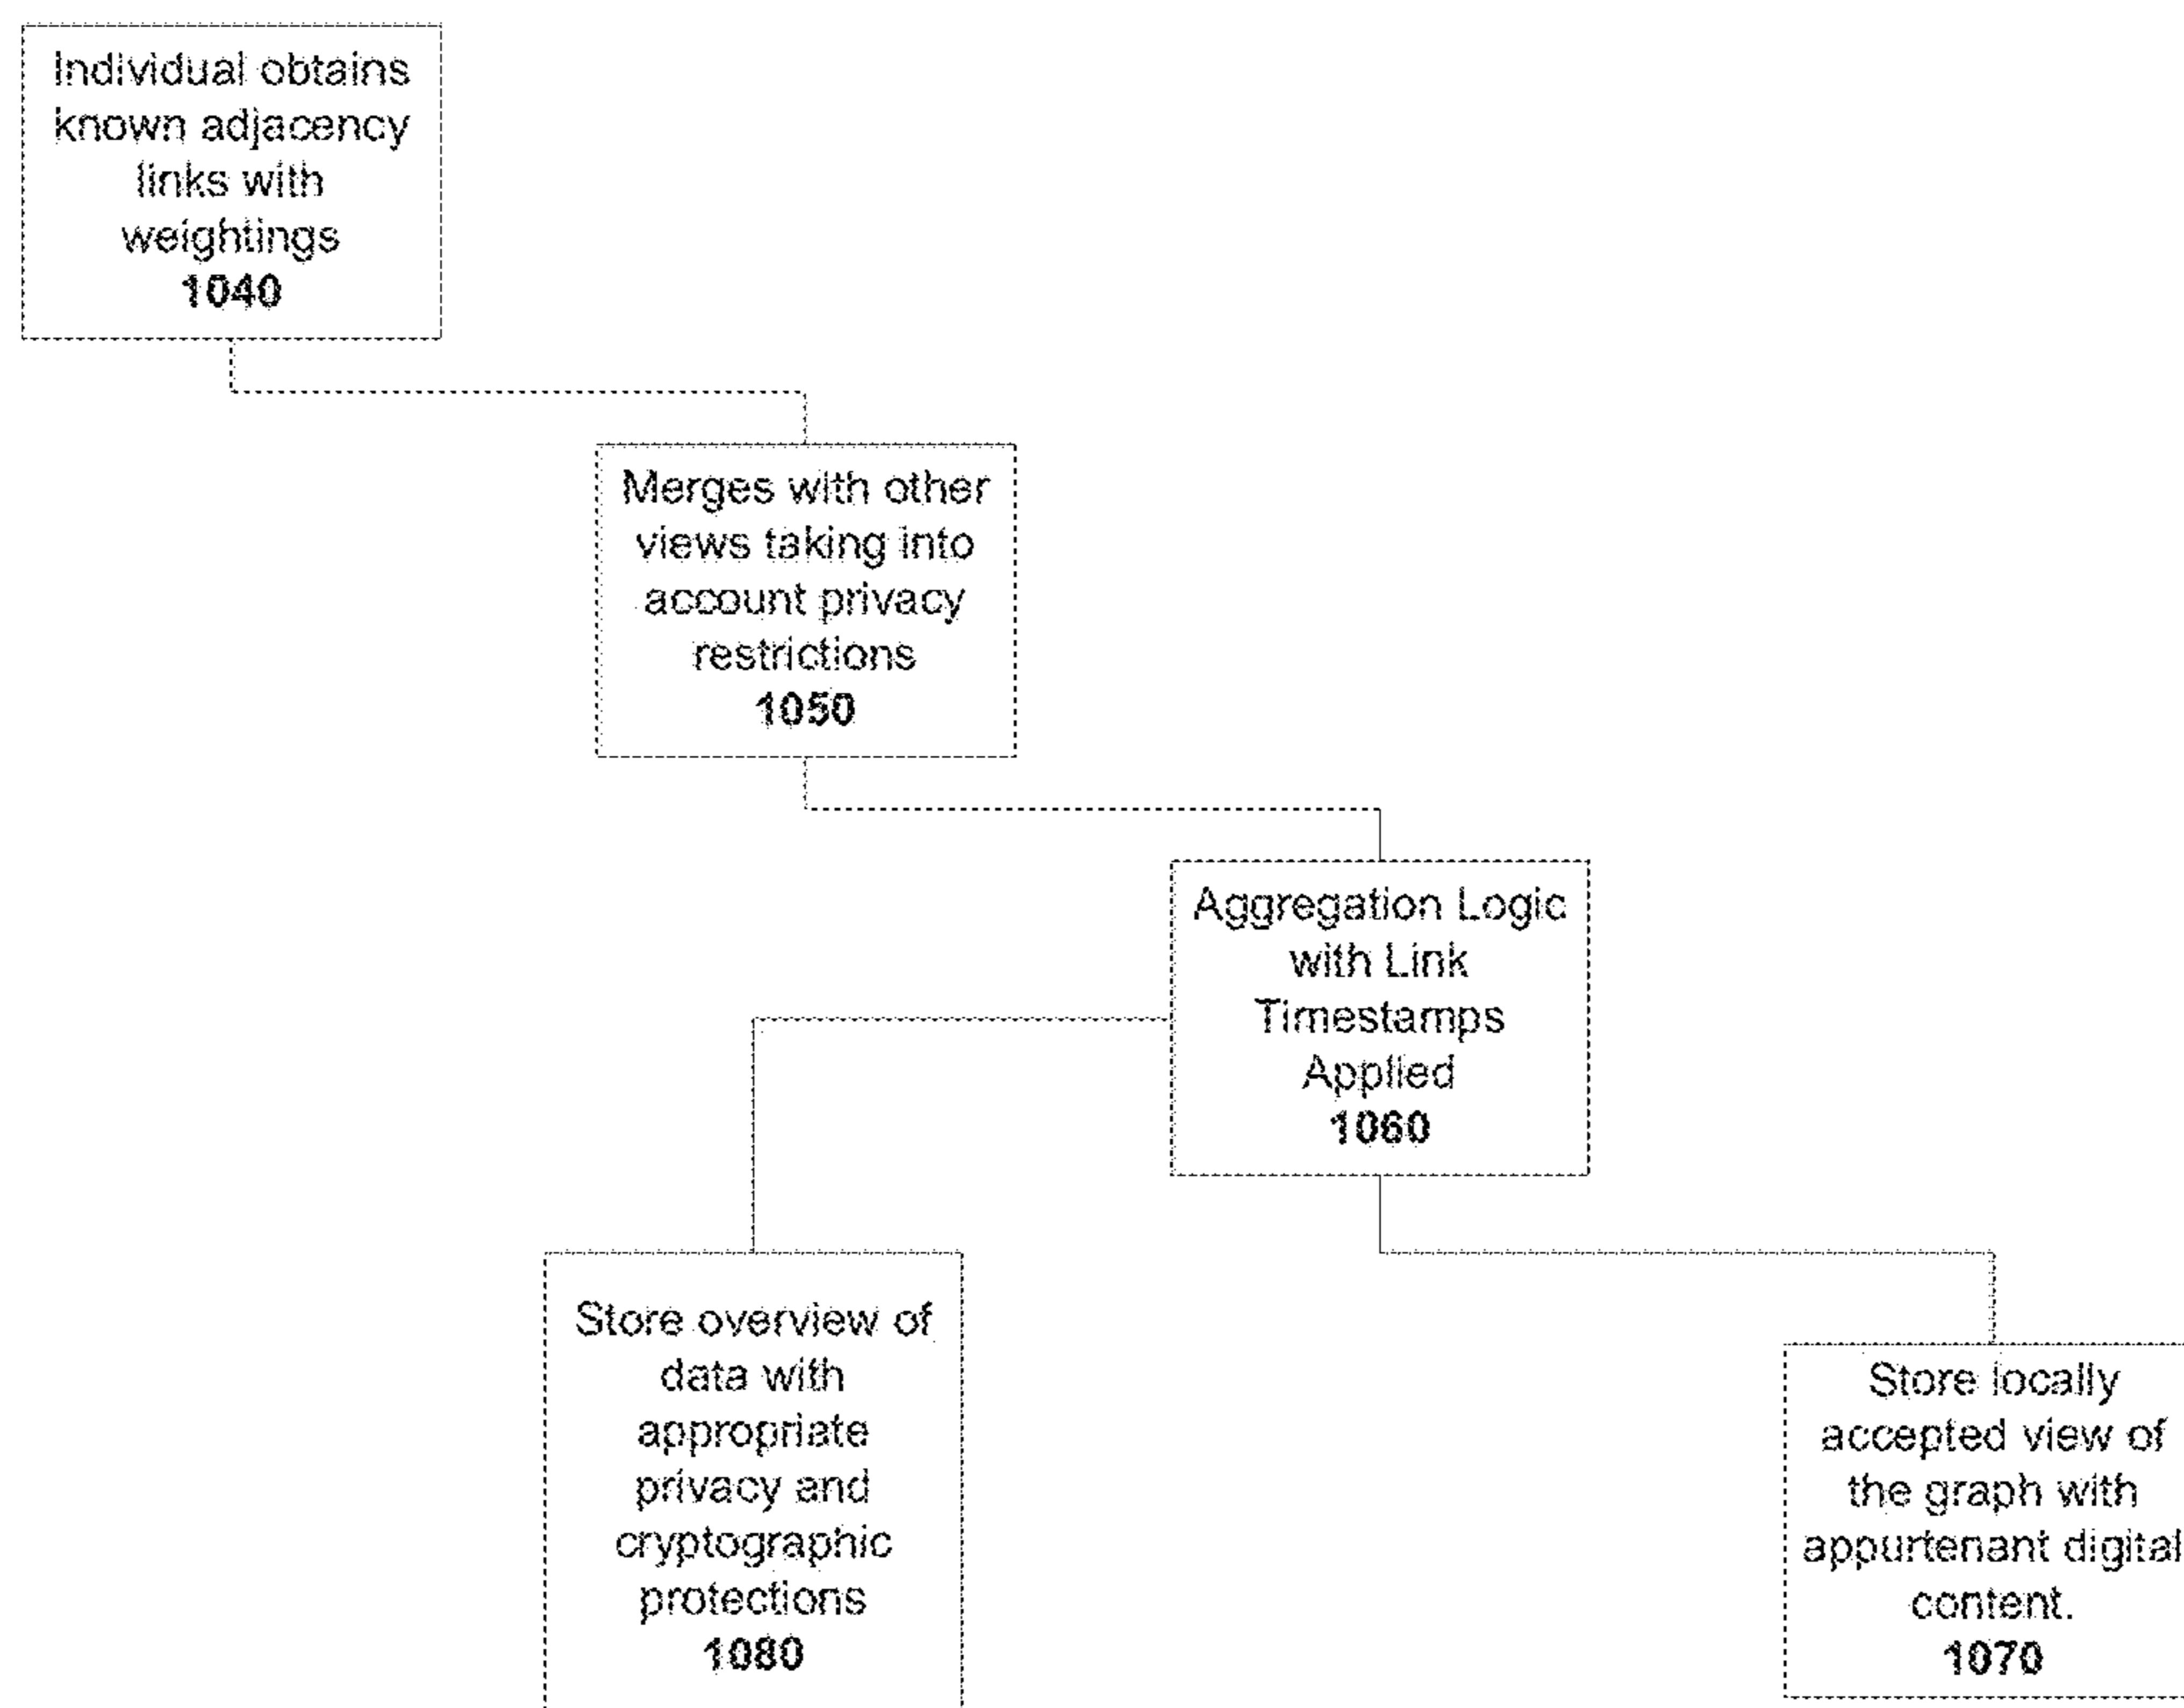 Individual obtains
known adjacency
links with
weightings
1040
Merges with other
views taking into
account privacy
restrictions
1050
Aggregation Logic
with Link
Timestamps
Applied
1060
Store overview of
data with
appropriate
privacy and
cryptographic
protections
1080
Store locally
accepted view of
the graph with
appurtenant digital
content.
1070